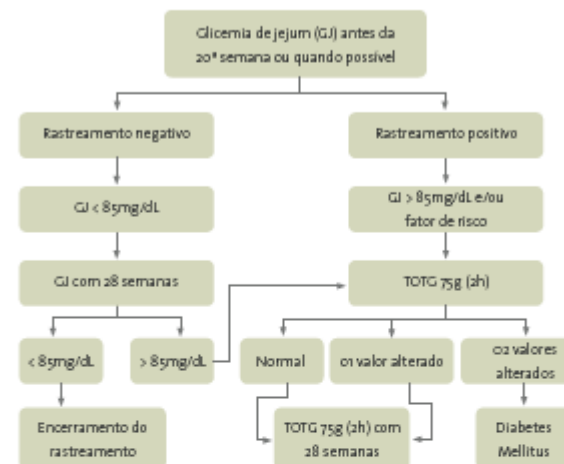 Glicemia de jejum (GJ) antes da
20ª semana ou quando possível
Rastreamento negativo
Rastreamento positivo
GJ < 85mg/dL
GJ > 85mg/dL e/ou
fator de risco
GJ com 28 semanas
TOTG 75g (2h)
< 85mg/dL
> 85mg/dL
Normal
01 valor alterado
02 valores
alterados
Encerramento do
rastreamento
TOTG 75g (2h) com
28 semanas
Diabetes
Mellitus